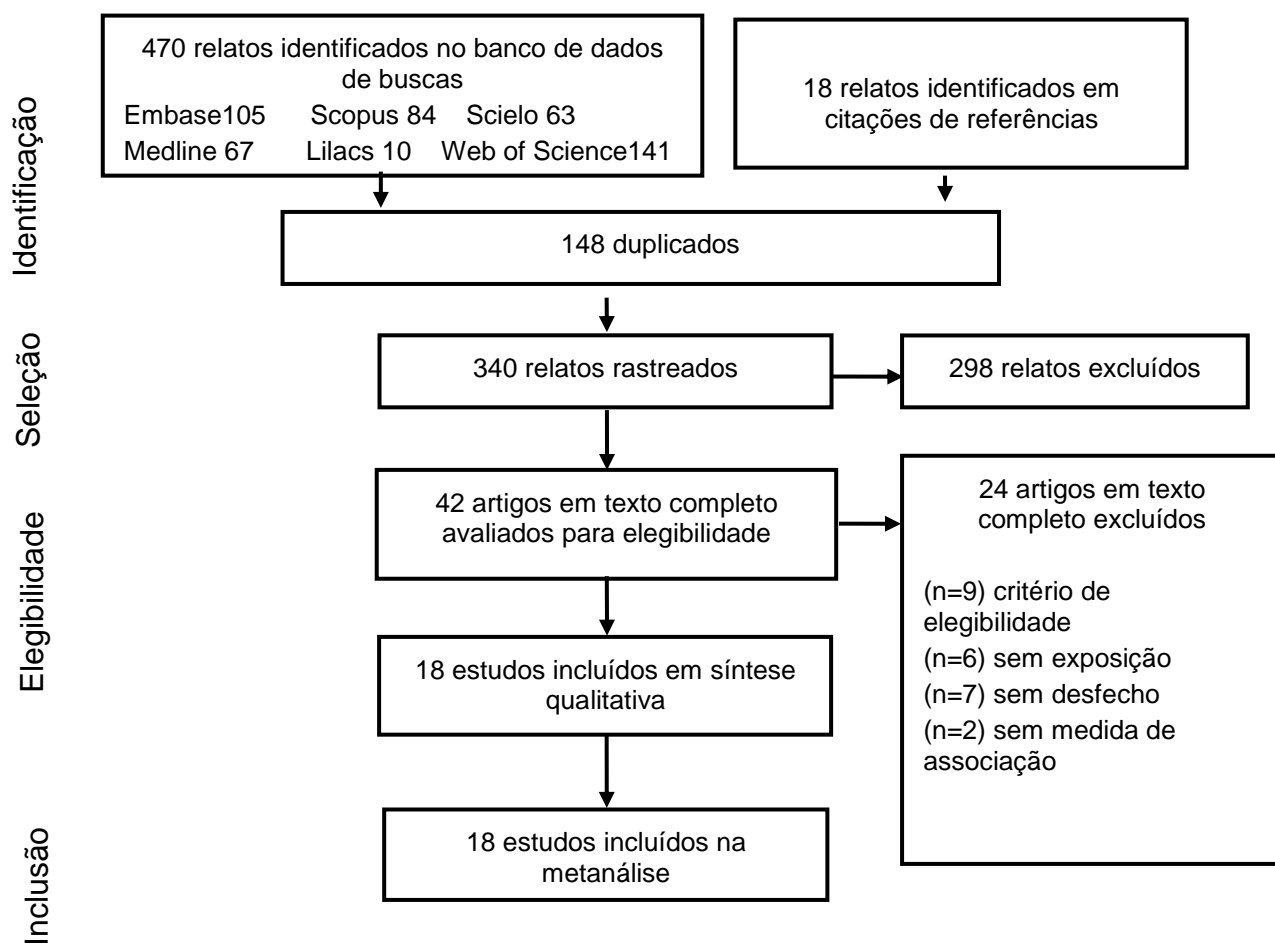 Identificação
470 relatos identificados no banco de dados
de buscas
Embase105 Scopus 84 Scielo 63
Medline 67 Lilacs 10 Web of Science141
18 relatos identificados em
citações de referências
148 duplicados
Seleção
340 relatos rastreados
298 relatos excluídos
Elegibilidade
42 artigos em texto completo
avaliados para elegibilidade
24 artigos em texto
completo excluídos
(n=9) critério de
elegibilidade
(n=6) sem exposição
(n=7) sem desfecho
(n=2) sem medida de
associação
18 estudos incluídos em síntese
qualitativa
Inclusão
18 estudos incluídos na
metanálise